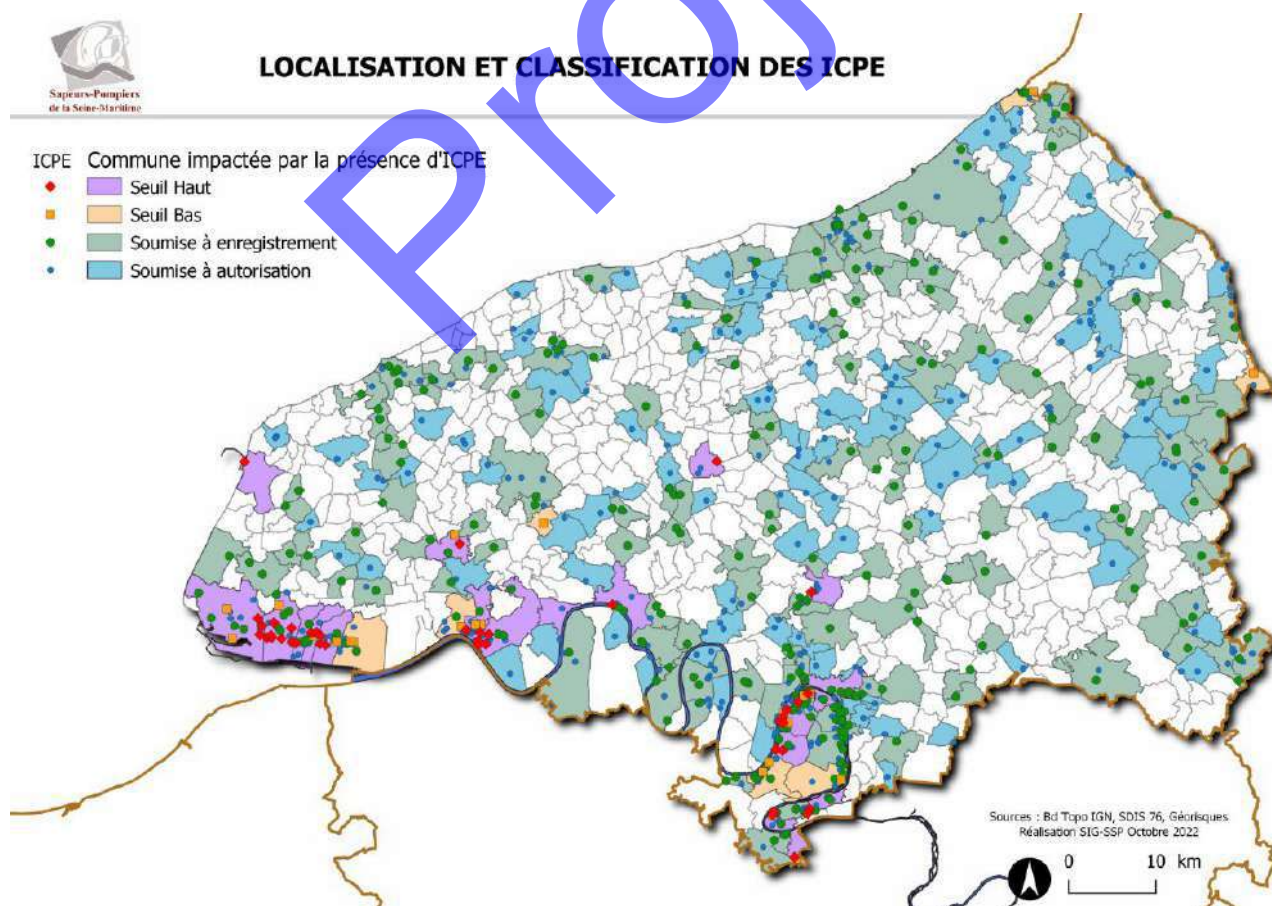 Sapeurs-Pompiers
de la Seine-Maritime
LOCALISATION ET CLASSIFICATION DES ICPE
ICPE Commune impactée par la présence d'ICPE
Seuil Haut
Seuil Bas
Soumise à enregistrement
Soumise à autorisation
Proj
Sources : Bd Topo IGN, SDIS 76, Géorisques
Réalisation SIG-SSP Octobre 2022
0 10 km